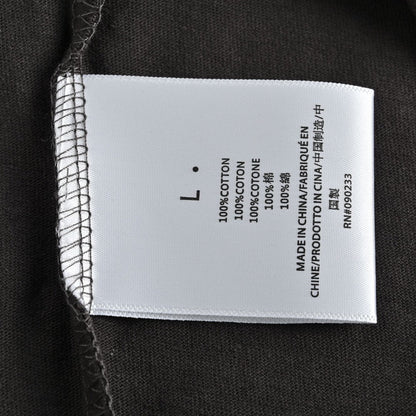 L •
100%COTTON
100%COTON
100%COTONE
100%棉
100%綿
MADE IN CHINA/FABRIQUÉ EN
CHINE/PRODOTTO IN CINA/中国制造/中
国製
RN#090233